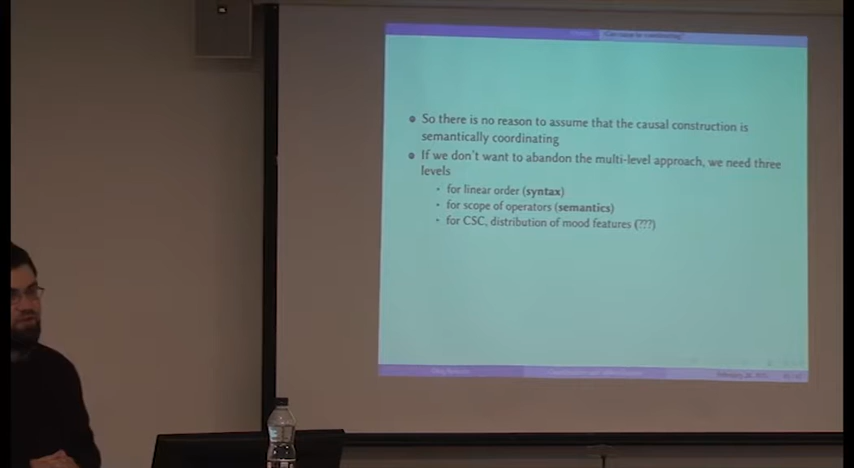 So there is no reason to assume that the causal construction is
semantically coordinating
If we don't want to abandon the multi-level approach, we need three
levels
for linear order (syntax)
for scope of operators (semantics)
for CSC, distribution of mood features (???)